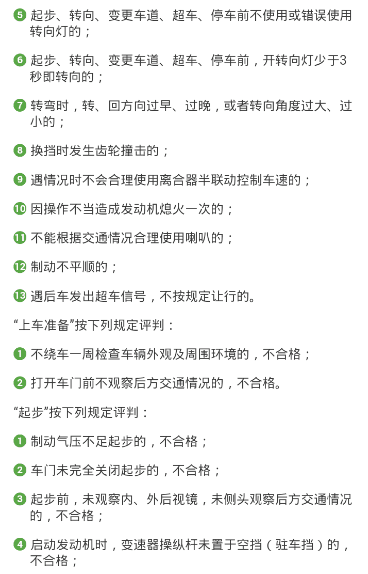 5 起步、转向、变更车道、超车、停车前不使用或错误使用
转向灯的；
6 起步、转向、变更车道、超车、停车前，开转向灯少于3
秒即转向的；
7 转弯时，转、回方向过早、过晚，或者转向角度过大、过
小的；
8 换挡时发生齿轮撞击的；
9 遇情况时不会合理使用离合器半联动控制车速的；
10 因操作不当造成发动机熄火一次的；
11 不能根据交通情况合理使用喇叭的；
12 制动不平顺的；
13 遇后车发出超车信号，不按规定让行的。
“上车准备”按下列规定评判：
1 不绕车一周检查车辆外观及周围环境的，不合格；
2 打开车门前不观察后方交通情况的，不合格。
“起步”按下列规定评判：
1 制动气压不足起步的，不合格；
2 车门未完全关闭起步的，不合格；
3 起步前，未观察内、外后视镜，未侧头观察后方交通情况
的，不合格；
4 启动发动机时，变速器操纵杆未置于空挡（驻车挡）的，
不合格；